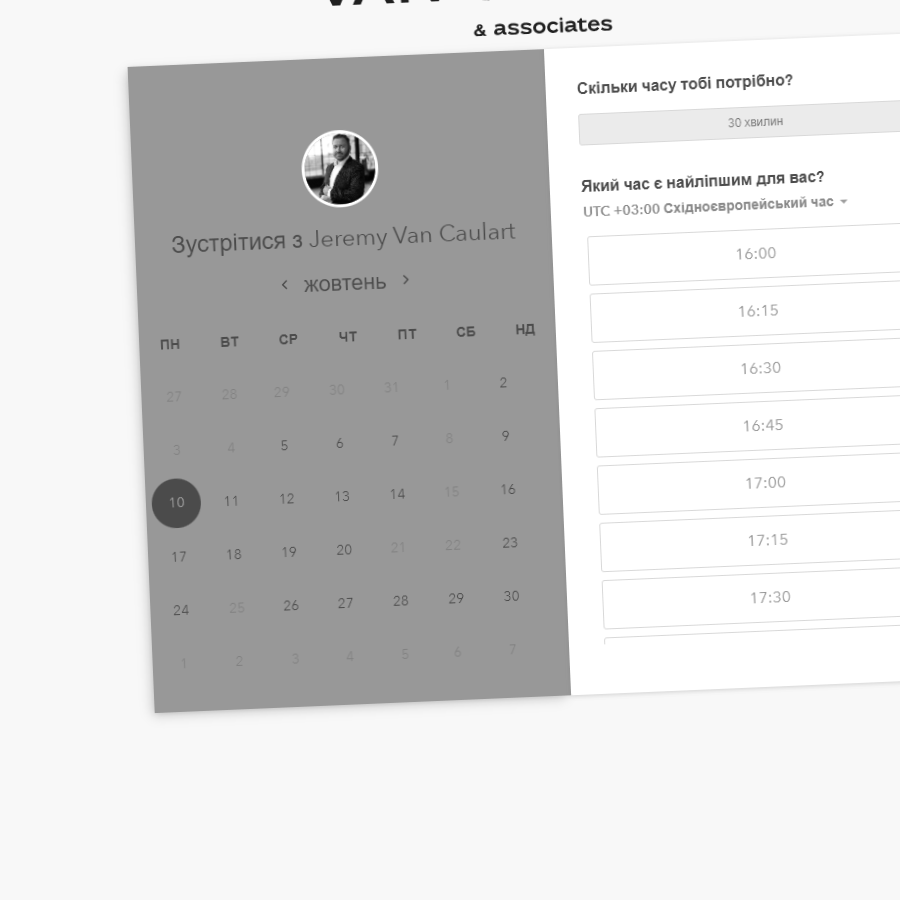 & associates
Зустрітися з Jeremy Van Caulart
жовтень
ПН ВТ СР ЧТ ПТ СБ НД
27 28 29 30 31 1 2
3 4 5 6 7 8 9
10 11 12 13 14 15 16
17 18 19 20 21 22 23
24 25 26 27 28 29 30
1 2 3 4 5 6 7
Скільки часу тобі потрібно?
30 хвилин
Який час є найліпшим для вас?
UTC +03:00 Східноєвропейський час
16:00
16:15
16:30
16:45
17:00
17:15
17:30